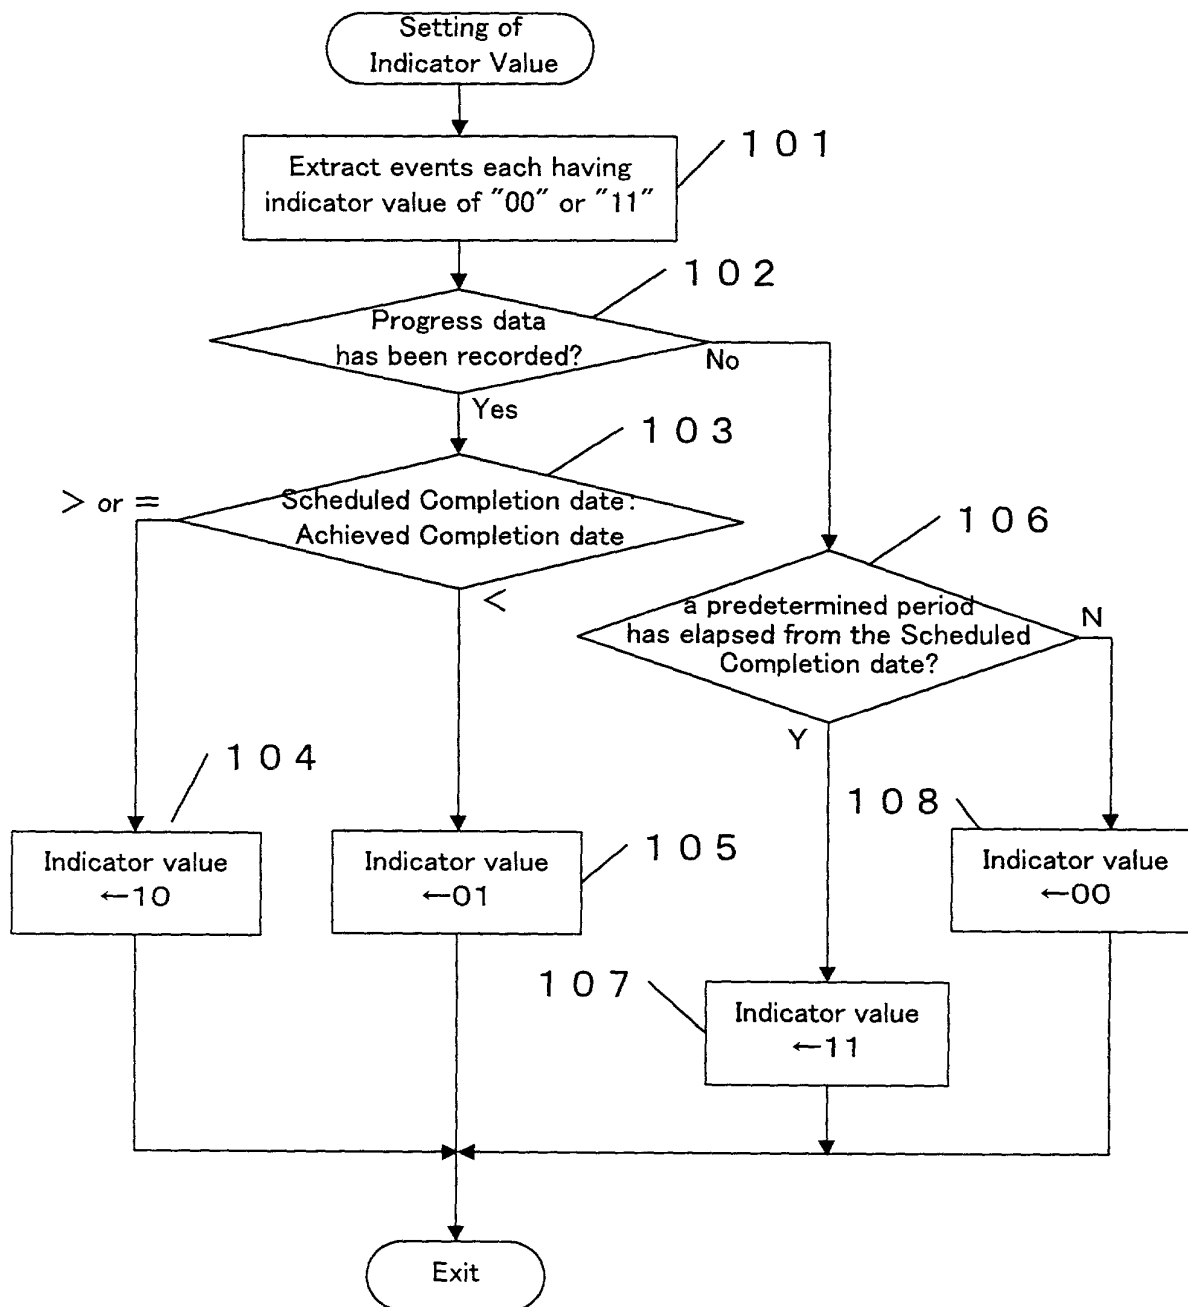 Setting of
Indicator Value
101
Extract events each having
indicator value of "00" or "11"
102
Progress data
has been recorded?
No
Yes
103
> or =
Scheduled Completion date:
Achieved Completion date
<
106
a predetermined period
has elapsed from the Scheduled
Completion date?
N
Y
104
Indicator value
←10
105
Indicator value
←01
108
Indicator value
←00
107
Indicator value
←11
Exit